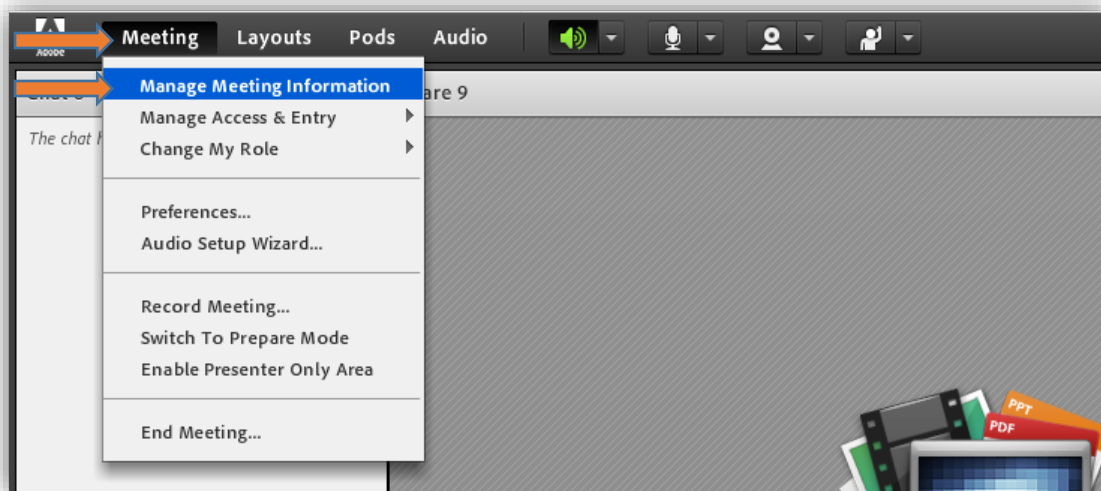 Adobe
Meeting Layouts Pods Audio
Manage Meeting Information
are 9
Manage Access & Entry
The chat
Change My Role
Preferences...
Audio Setup Wizard...
Record Meeting...
Switch To Prepare Mode
Enable Presenter Only Area
End Meeting...
PPT
PDF